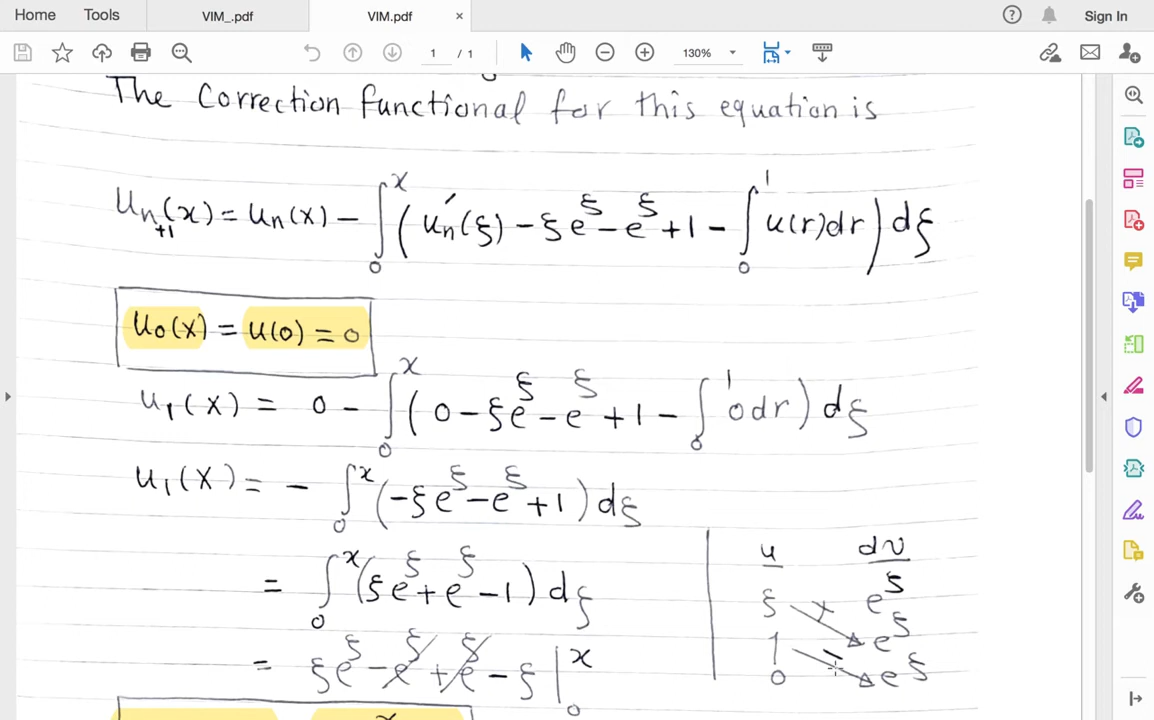 Home Tools VIM_.pdf VIM.pdf × Sign In
1 / 1 130%
The Correction functional for this equation is
uₙ₊₁(x) = uₙ(x) − ∫₀ˣ (uₙ′(ξ) − ξe^ξ − e^ξ + 1 − ∫₀¹ u(r)dr) dξ
u₀(x) = u(0) = 0
u₁(x) = 0 − ∫₀ˣ (0 − ξe^ξ − e^ξ + 1 − ∫₀¹ 0 dr) dξ
u₁(x) = − ∫₀ˣ (−ξe^ξ − e^ξ + 1) dξ
= ∫₀ˣ (ξe^ξ + e^ξ − 1) dξ
= ξe^ξ − e^ξ + e^ξ − ξ |₀ˣ
u dv
ξ + e^ξ
1 − e^ξ
0 e^ξ